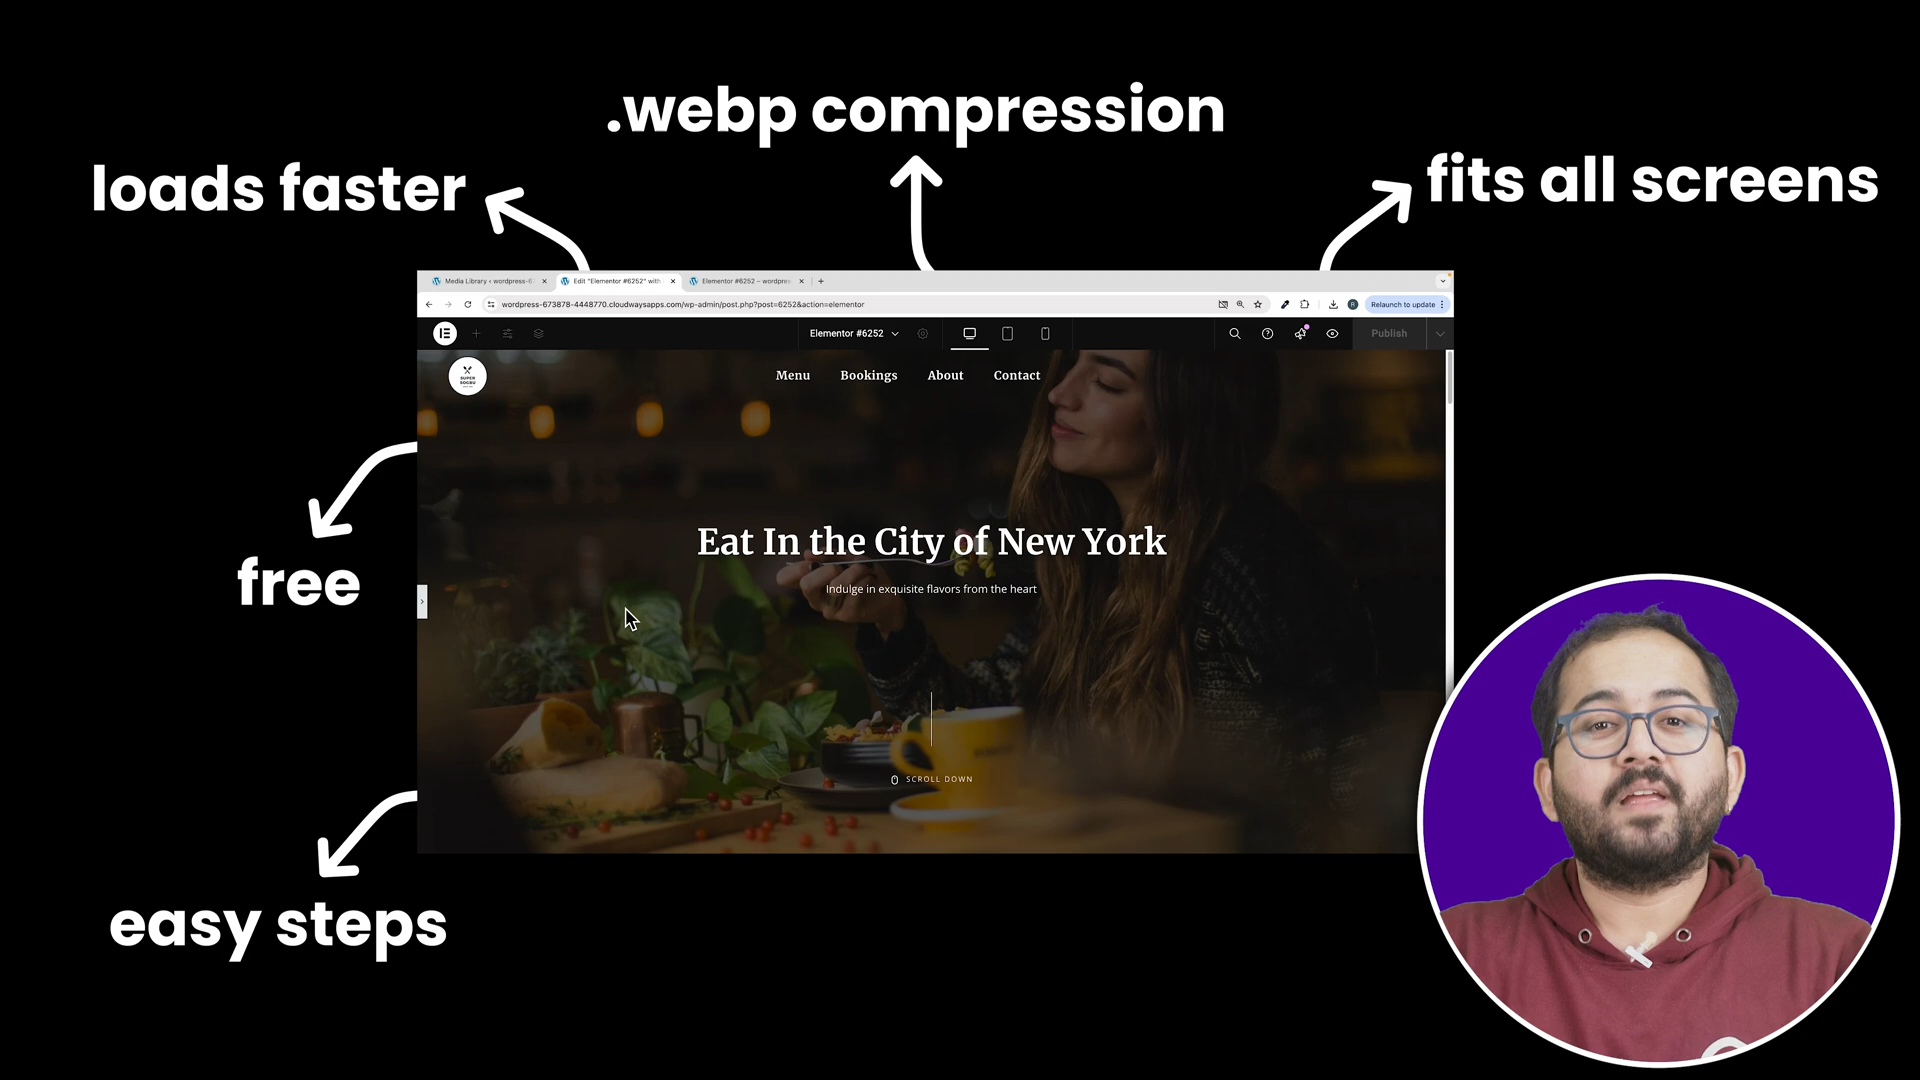 .webp compression
loads faster
fits all screens
Media Library ‹ wordpress-6
Edit "Elementor #6252" with
Elementor #6252 – wordpres
wordpress-673878-4448770.cloudwaysapps.com/wp-admin/post.php?post=6252&action=elementor
R
Relaunch to update
Elementor #6252
Publish
SUPER
Menu
Bookings
About
Contact
free
Eat In the City of New York
Indulge in exquisite flavors from the heart
SCROLL DOWN
easy steps